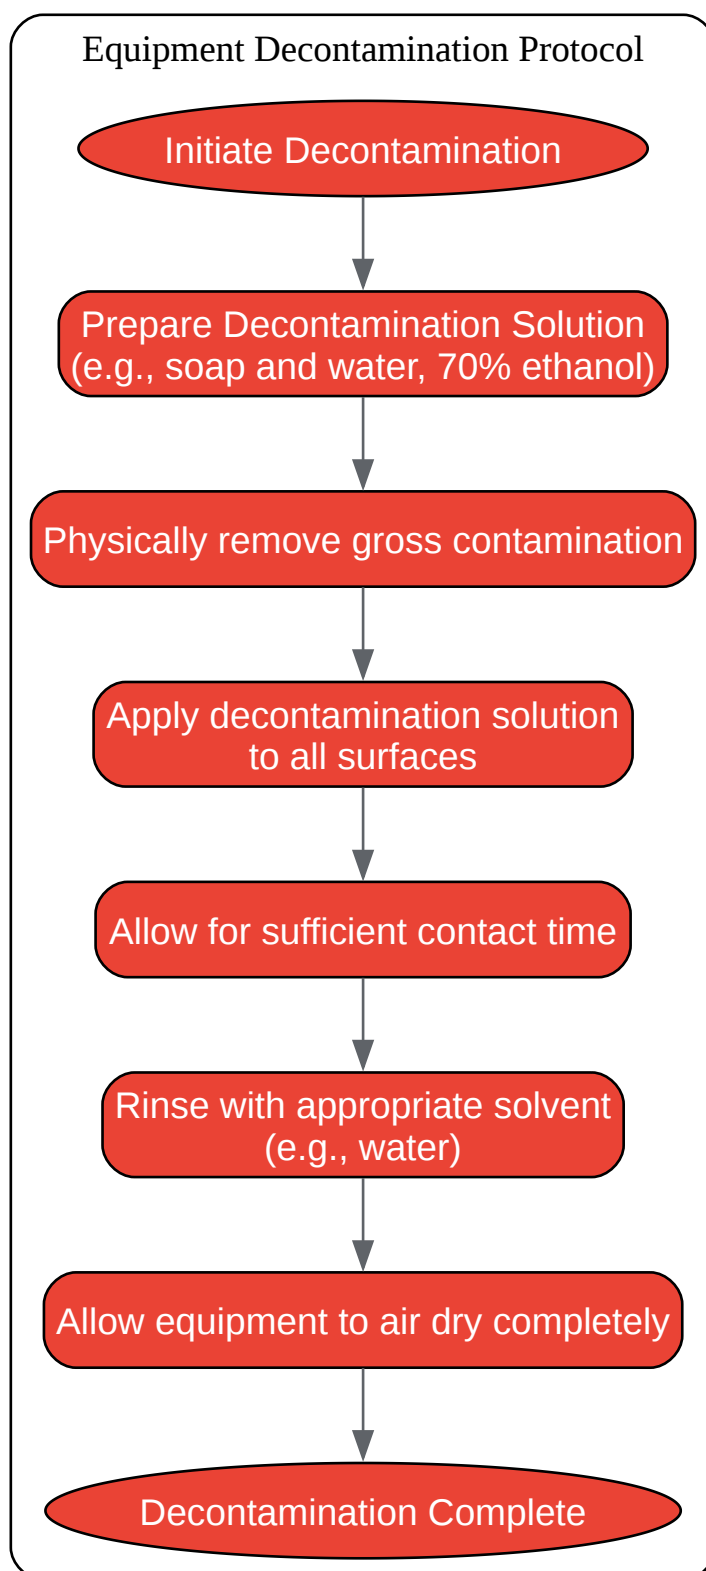 Equipment Decontamination Protocol
Initiate Decontamination
Prepare Decontamination Solution
(e.g., soap and water, 70% ethanol)
Physically remove gross contamination
Apply decontamination solution
to all surfaces
Allow for sufficient contact time
Rinse with appropriate solvent
(e.g., water)
Allow equipment to air dry completely
Decontamination Complete